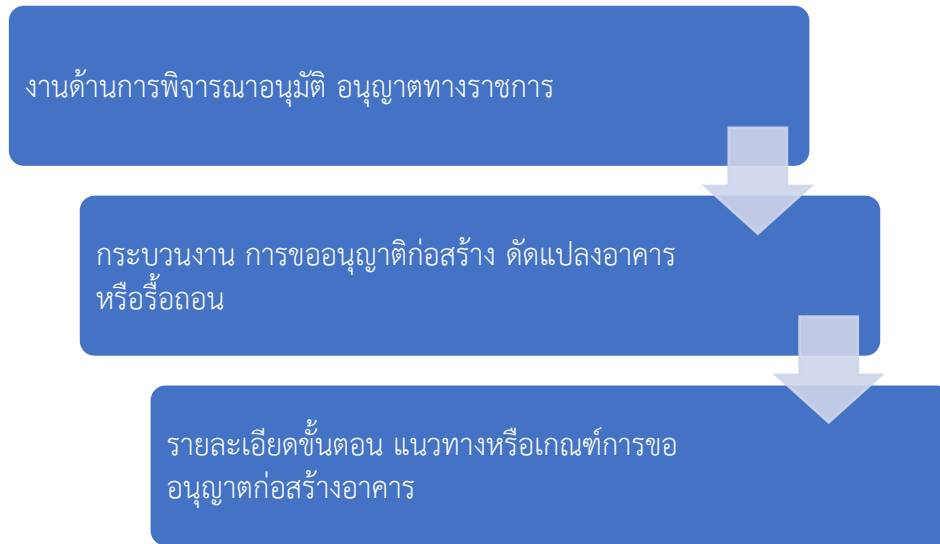 งานด้านการพิจารณาอนุมัติ อนุญาตทางราชการ
กระบวนงาน การขออนุญาติก่อสร้าง ดัดแปลงอาคาร
หรือรื้อถอน
รายละเอียดขั้นตอน แนวทางหรือเกณฑ์การขอ
อนุญาตก่อสร้างอาคาร